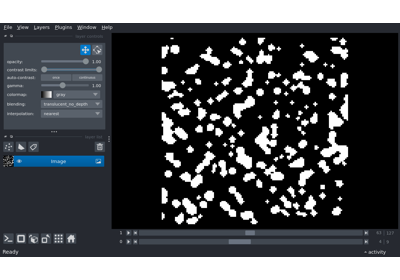 File View Layers Plugins Window Help
opacity: 1.00
contrast limits:
auto-contrast: once continuous
gamma: 1.00
colormap: gray
blending: translucent_no_depth
interpolation: nearest
Image
1
0
activity